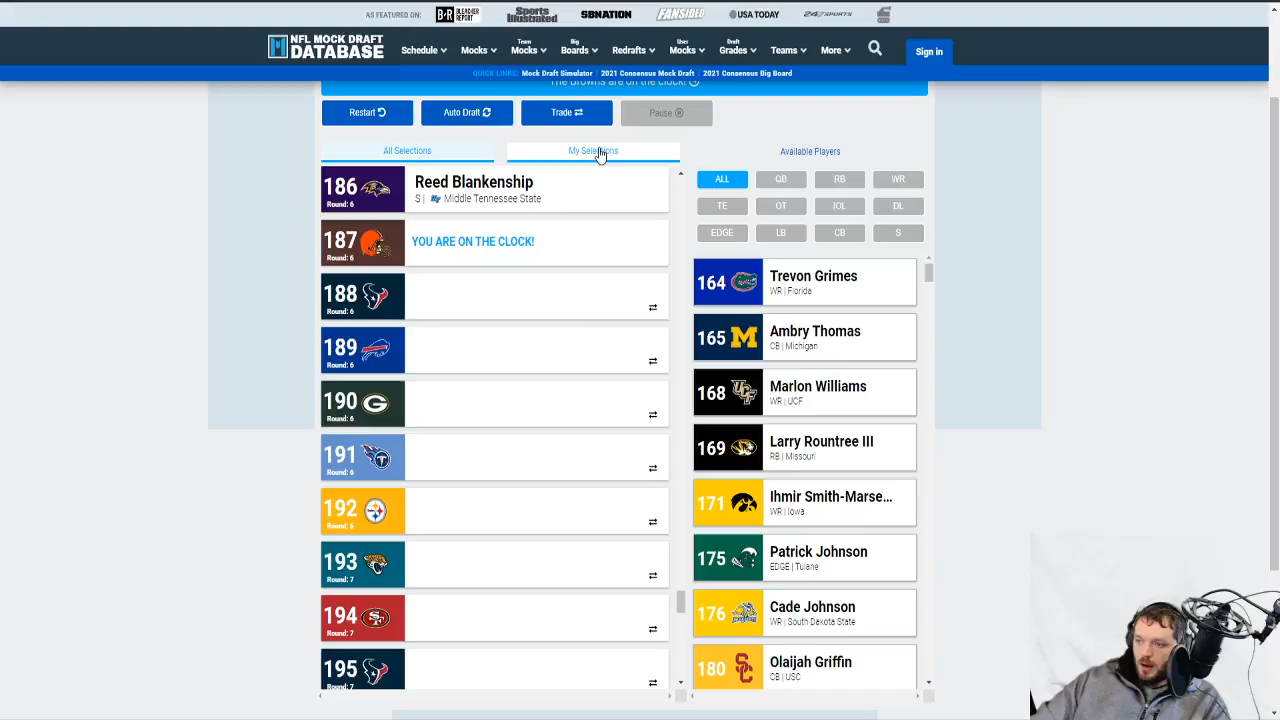 AS FEATURED ON:
B/R BLEACHER REPORT
Sports Illustrated
SBNATION
FANSIDED
USA TODAY
247SPORTS
NFL MOCK DRAFT DATABASE
Schedule
Mocks
Team Mocks
Big Boards
Redrafts
User Mocks
Draft Grades
Teams
More
Sign in
QUICK LINKS: Mock Draft Simulator | 2021 Consensus Mock Draft | 2021 Consensus Big Board
The Browns are on the clock!
Restart
Auto Draft
Trade
Pause
All Selections
My Selections
186
Round: 6
Reed Blankenship
S | Middle Tennessee State
187
Round: 6
YOU ARE ON THE CLOCK!
188
Round: 6
189
Round: 6
190
Round: 6
191
Round: 6
192
Round: 6
193
Round: 7
194
Round: 7
195
Round: 7
Available Players
ALL
QB
RB
WR
TE
OT
IOL
DL
EDGE
LB
CB
S
164
Trevon Grimes
WR | Florida
165
Ambry Thomas
CB | Michigan
168
Marlon Williams
WR | UCF
169
Larry Rountree III
RB | Missouri
171
Ihmir Smith-Marse...
WR | Iowa
175
Patrick Johnson
EDGE | Tulane
176
Cade Johnson
WR | South Dakota State
180
Olaijah Griffin
CB | USC